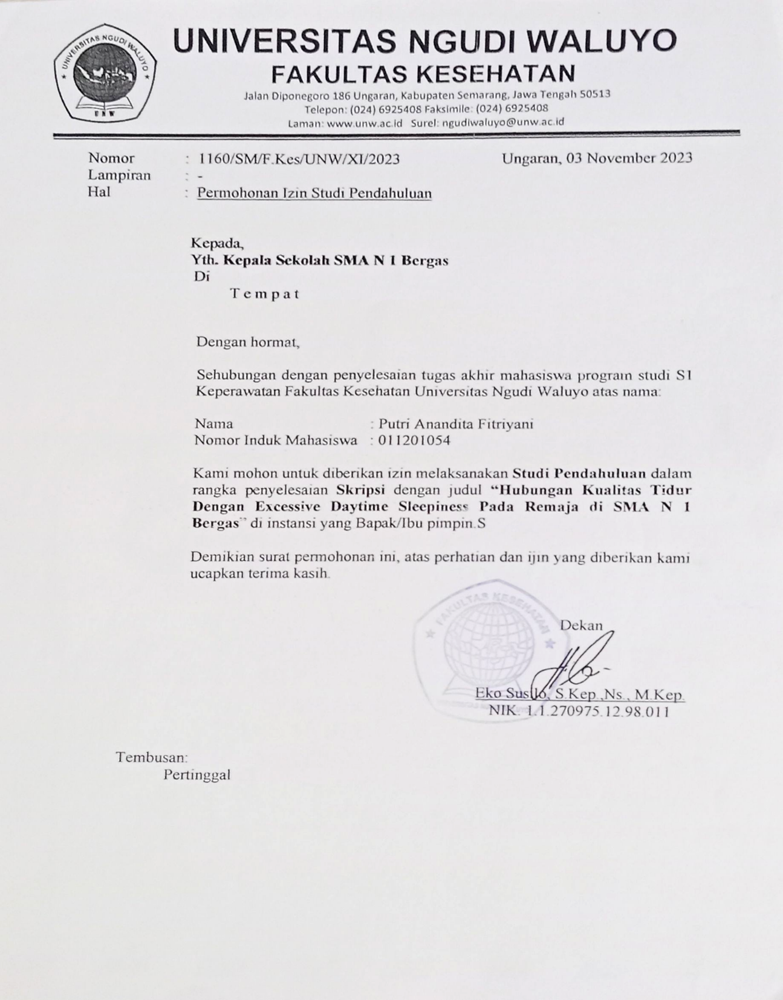 UNIVERSITAS NGUDI WALUYO
UNW
UNIVERSITAS NGUDI WALUYO
FAKULTAS KESEHATAN
Jalan Diponegoro 186 Ungaran, Kabupaten Semarang, Jawa Tengah 50513
Telepon: (024) 6925408 Faksimile: (024) 6925408
Laman: www.unw.ac.id Surel: ngudiwaluyo@unw.ac.id
Nomor : 1160/SM/F.Kes/UNW/XI/2023 Ungaran, 03 November 2023
Lampiran : -
Hal : Permohonan Izin Studi Pendahuluan
Kepada,
Yth. Kepala Sekolah SMA N 1 Bergas
Di
T e m p a t
Dengan hormat,
Sehubungan dengan penyelesaian tugas akhir mahasiswa program studi S1
Keperawatan Fakultas Kesehatan Universitas Ngudi Waluyo atas nama:
Nama : Putri Anandita Fitriyani
Nomor Induk Mahasiswa : 011201054
Kami mohon untuk diberikan izin melaksanakan Studi Pendahuluan dalam
rangka penyelesaian Skripsi dengan judul “Hubungan Kualitas Tidur
Dengan Excessive Daytime Sleepiness Pada Remaja di SMA N 1
Bergas” di instansi yang Bapak/Ibu pimpin.S
Demikian surat permohonan ini, atas perhatian dan ijin yang diberikan kami
ucapkan terima kasih.
FAKULTAS KESEHATAN
Dekan
Eko Susilo, S.Kep.,Ns., M.Kep.
NIK. 1.1.270975.12.98.011
Tembusan:
Pertinggal